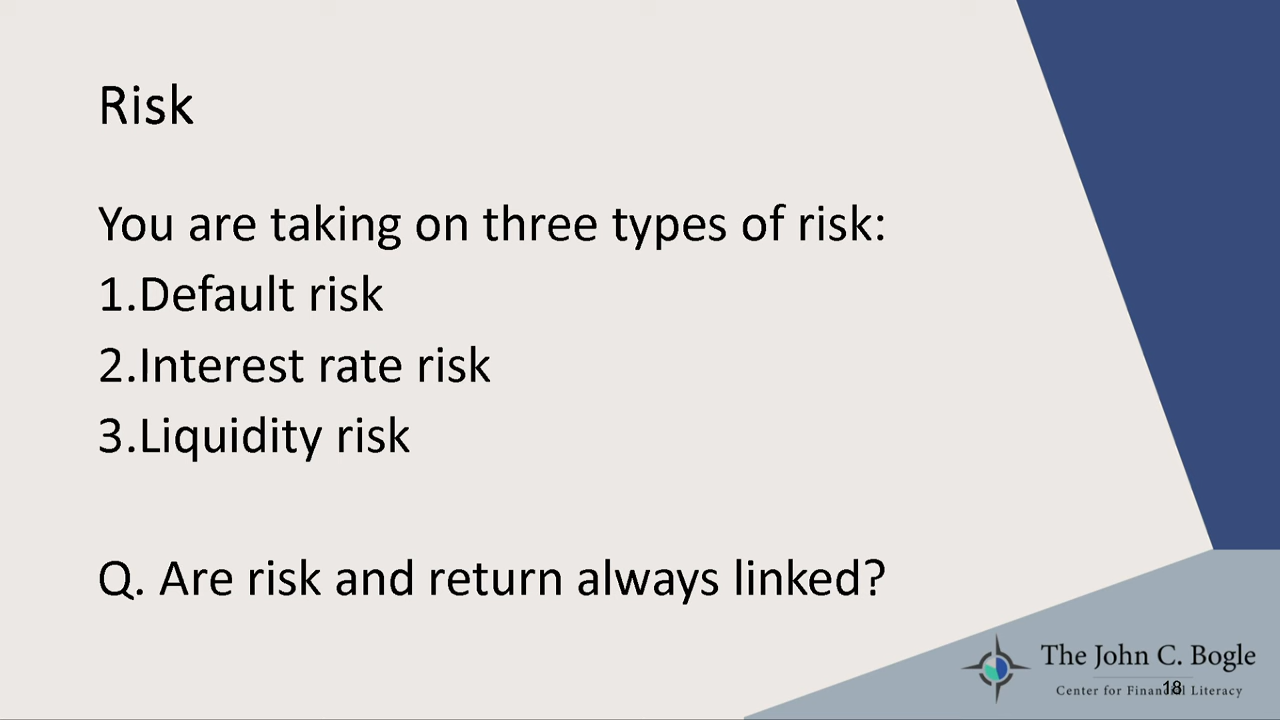 Risk
You are taking on three types of risk:
1.Default risk
2.Interest rate risk
3.Liquidity risk
Q. Are risk and return always linked?
The John C. Bogle
Center for Financial Literacy
18